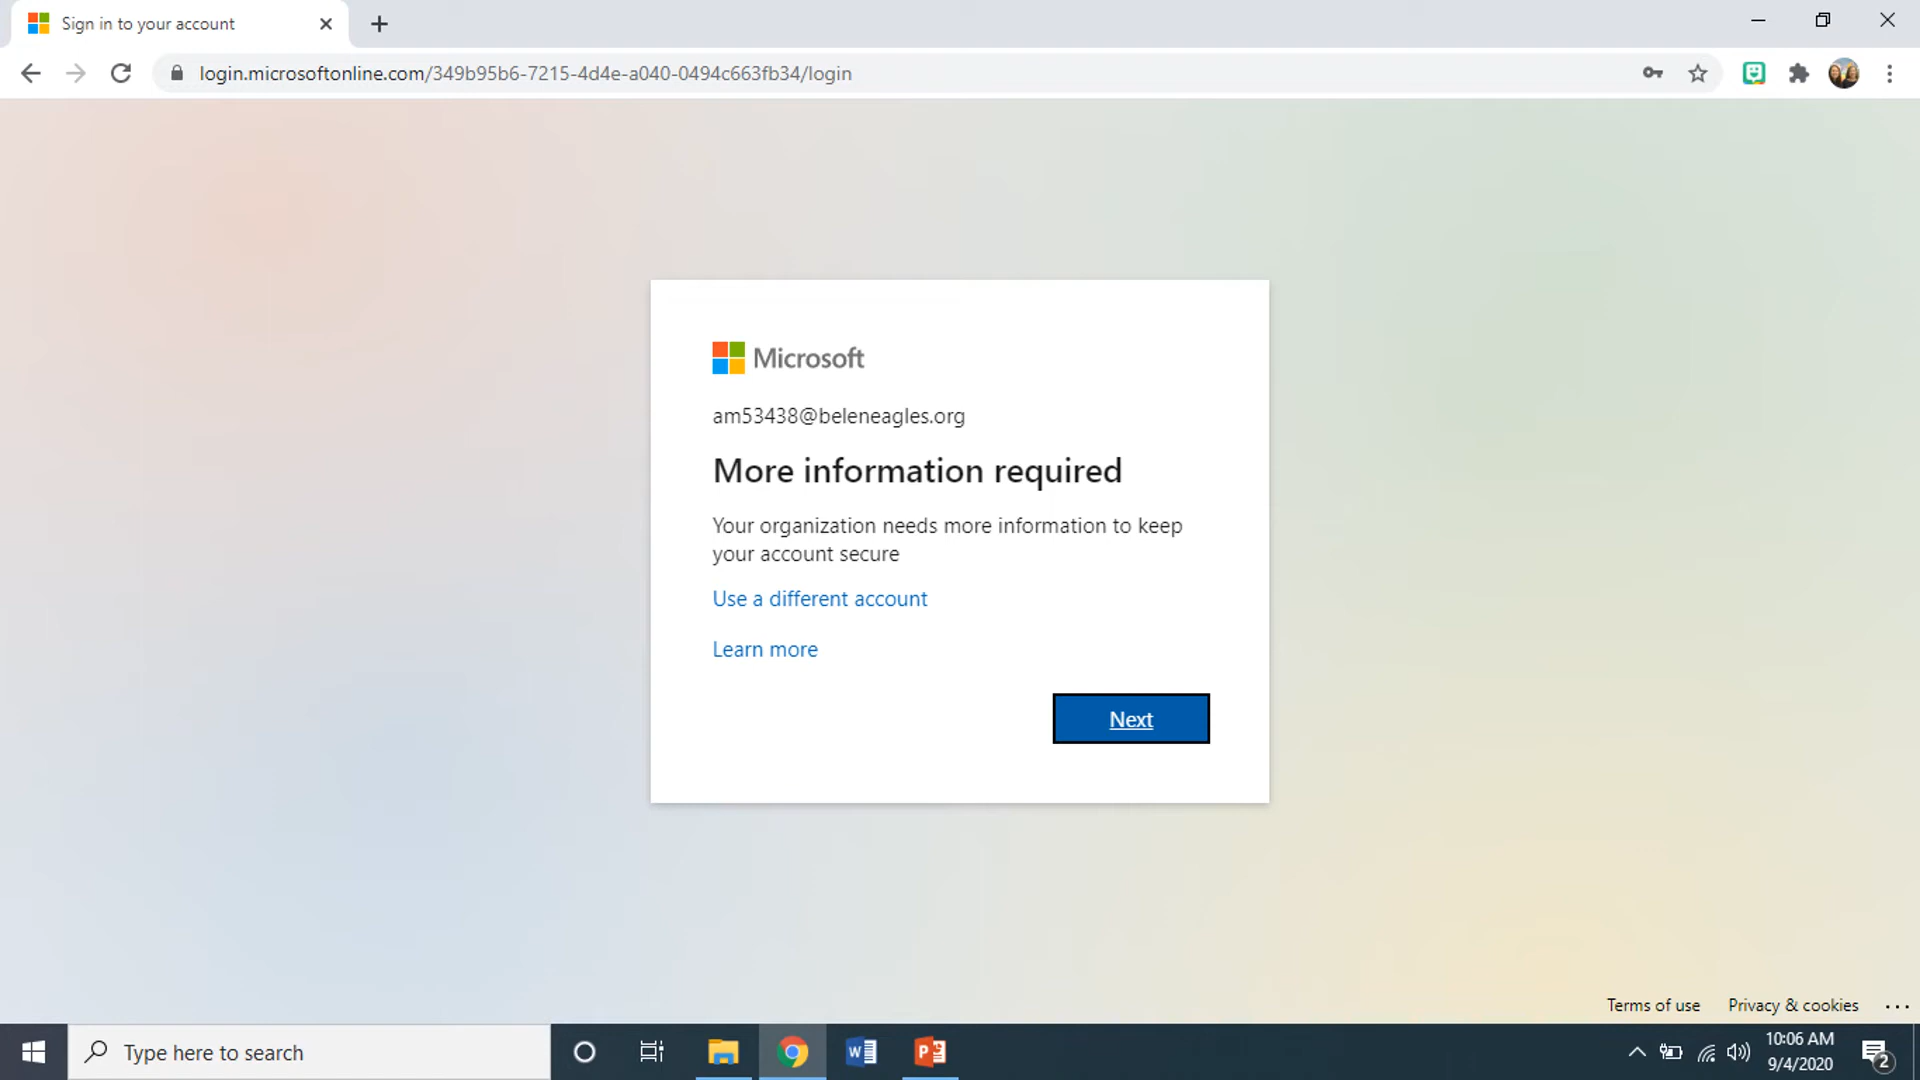 Sign in to your account
login.microsoftonline.com/349b95b6-7215-4d4e-a040-0494c663fb34/login
Microsoft
am53438@beleneagles.org
More information required
Your organization needs more information to keep
your account secure
Use a different account
Learn more
Next
Terms of use
Privacy & cookies
...
Type here to search
10:06 AM
9/4/2020
2